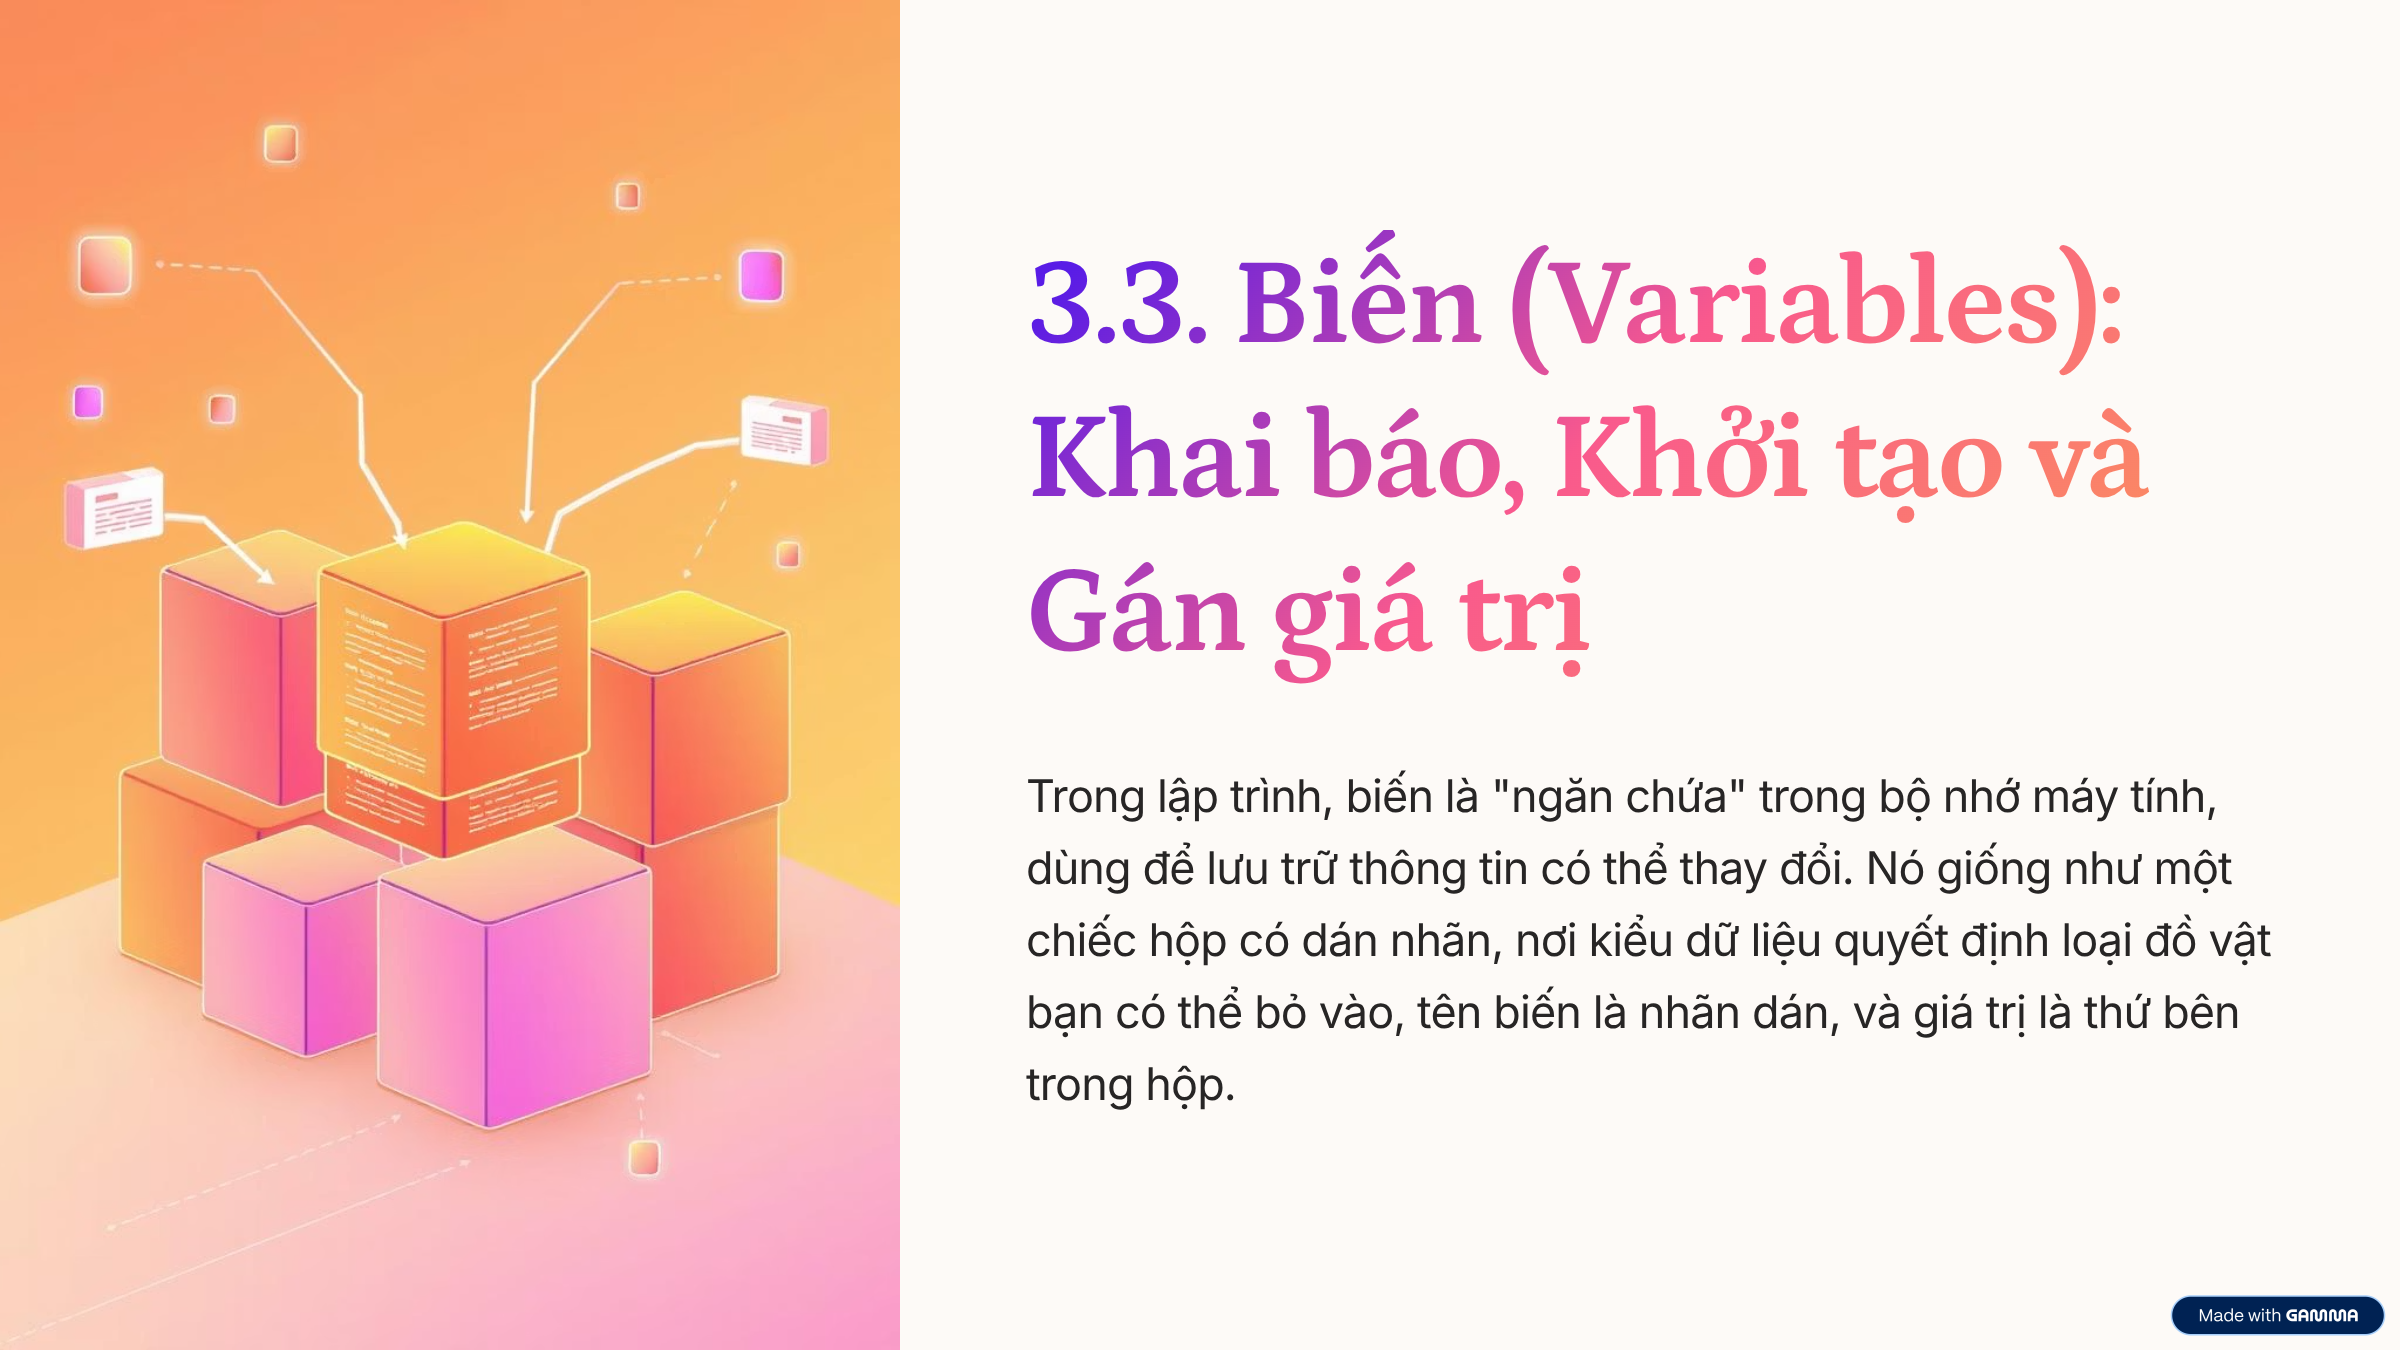 3.3. Biến (Variables):
Khai báo, Khởi tạo và
Gán giá trị
Trong lập trình, biến là "ngăn chứa" trong bộ nhớ máy tính,
dùng để lưu trữ thông tin có thể thay đổi. Nó giống như một
chiếc hộp có dán nhãn, nơi kiểu dữ liệu quyết định loại đồ vật
bạn có thể bỏ vào, tên biến là nhãn dán, và giá trị là thứ bên
trong hộp.
Made with GAMMA